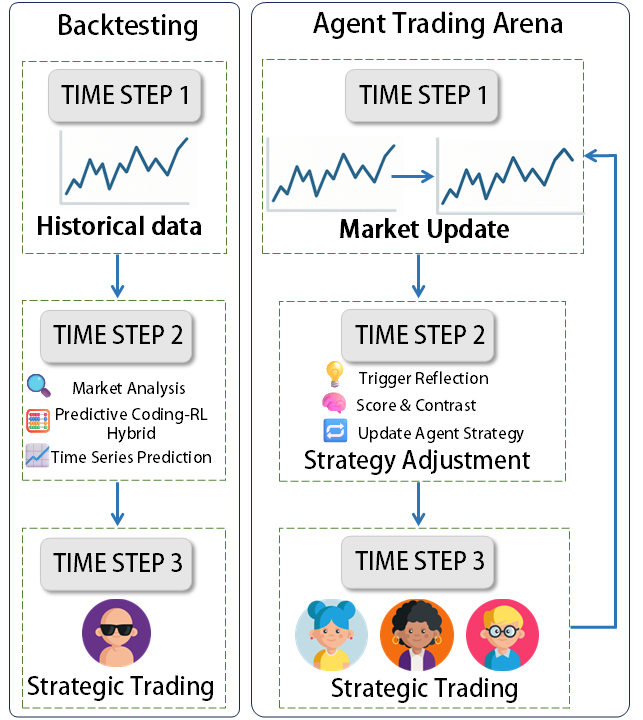 Backtesting
TIME STEP 1
Historical data
TIME STEP 2
Market Analysis
Predictive Coding-RL
Hybrid
Time Series Prediction
TIME STEP 3
Strategic Trading
Agent Trading Arena
TIME STEP 1
Market Update
TIME STEP 2
Trigger Reflection
Score & Contrast
Update Agent Strategy
Strategy Adjustment
TIME STEP 3
Strategic Trading